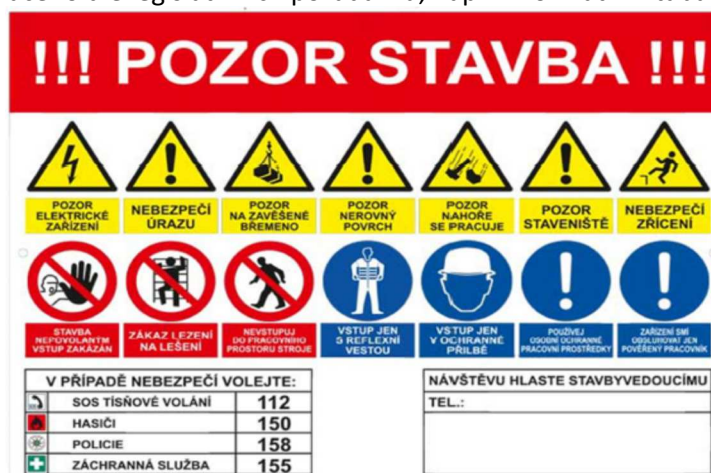 !!! POZOR STAVBA !!!
POZOR
ELEKTRICKÉ
ZAŘÍZENÍ
NEBEZPEČÍ
ÚRAZU
POZOR
NA ZAVĚŠENÉ
BŘEMENO
POZOR
NEROVNÝ
POVRCH
POZOR
NAHOŘE
SE PRACUJE
POZOR
STAVENIŠTĚ
NEBEZPEČÍ
ZŘÍCENÍ
STAVBA
NEPOVOLANÝM
VSTUP ZAKÁZÁN
ZÁKAZ LEZENÍ
NA LEŠENÍ
NEVSTUPUJ
DO PRACOVNÍHO
PROSTORU STROJE
VSTUP JEN
S REFLEXNÍ
VESTOU
VSTUP JEN
V OCHRANNÉ
PŘILBĚ
POUŽÍVEJ
OSOBNÍ OCHRANNÉ
PRACOVNÍ PROSTŘEDKY
ZAŘÍZENÍ SMÍ
OBSLUHOVAT JEN
POVĚŘENÝ PRACOVNÍK
V PŘÍPADĚ NEBEZPEČÍ VOLEJTE:
SOS TÍSŇOVÉ VOLÁNÍ 112
HASIČI 150
POLICIE 158
ZÁCHRANNÁ SLUŽBA 155
NÁVŠTĚVU HLASTE STAVBYVEDOUCÍMU
TEL.: